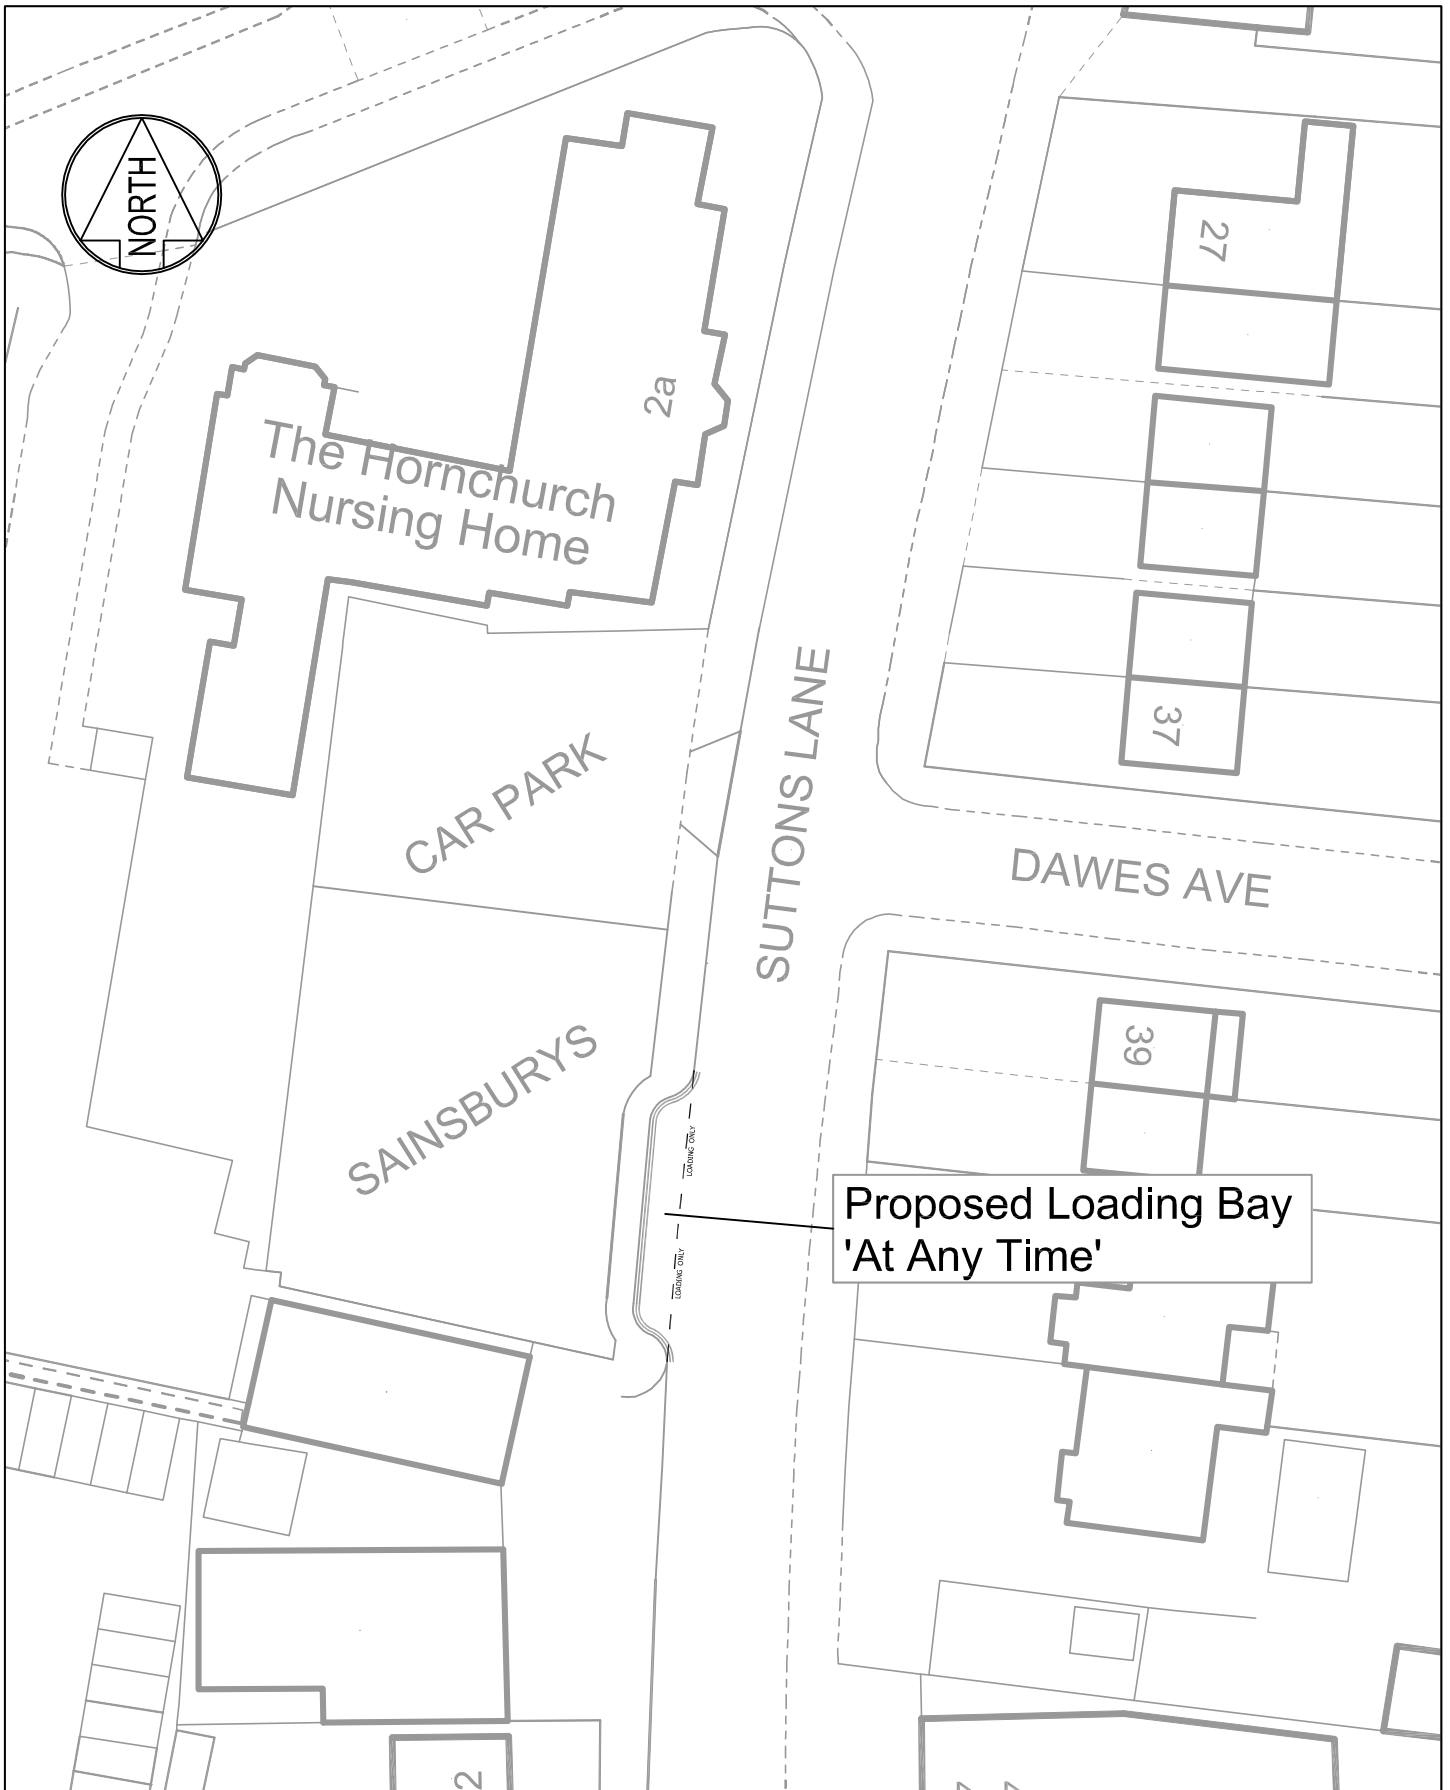 NORTH
27
2a
The Hornchurch
Nursing Home
37
SUTTONS LANE
CAR PARK
DAWES AVE
39
SAINSBURYS
LOADING ONLY
Proposed Loading Bay
'At Any Time'
LOADING ONLY
2